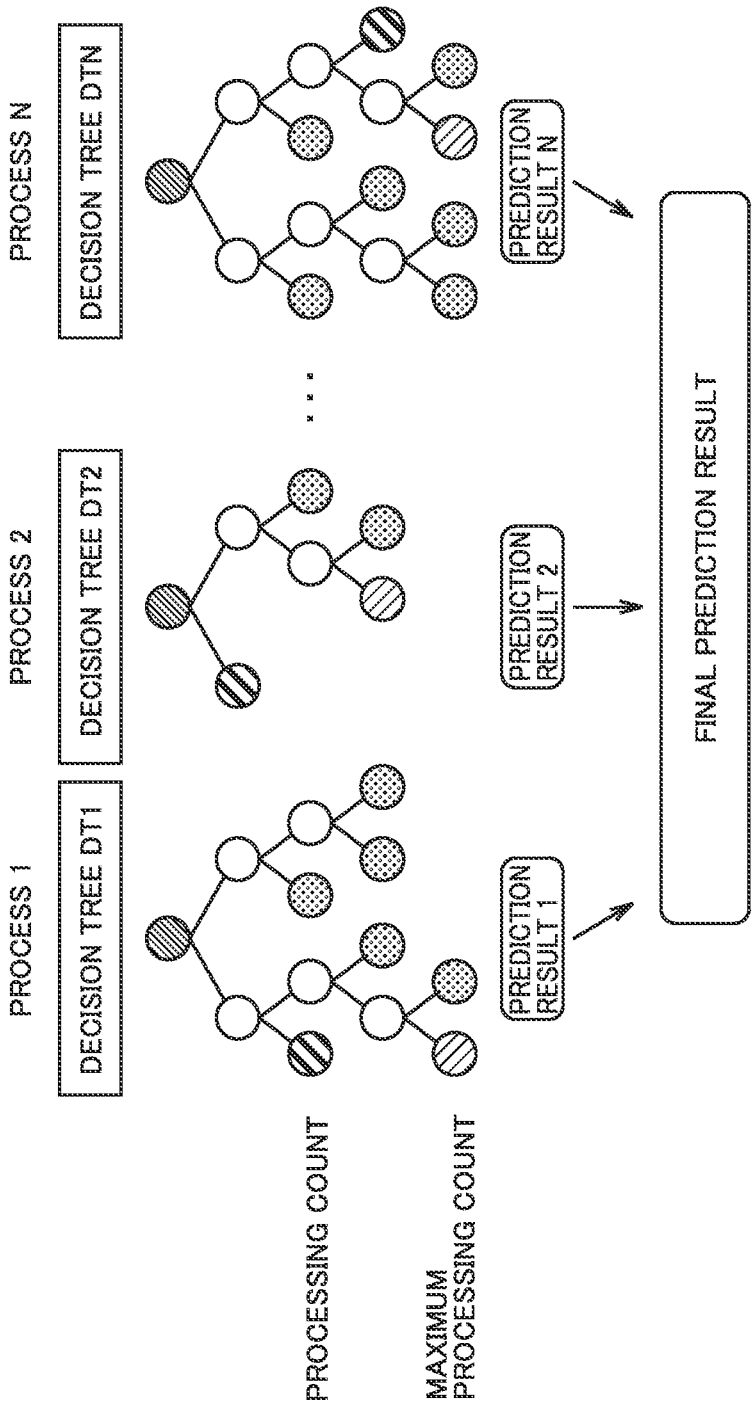 PROCESS 1
PROCESS 2
PROCESS N
DECISION TREE DT1
DECISION TREE DT2
DECISION TREE DTN
...
PROCESSING COUNT
MAXIMUM
PROCESSING COUNT
PREDICTION
RESULT 1
PREDICTION
RESULT 2
PREDICTION
RESULT N
FINAL PREDICTION RESULT